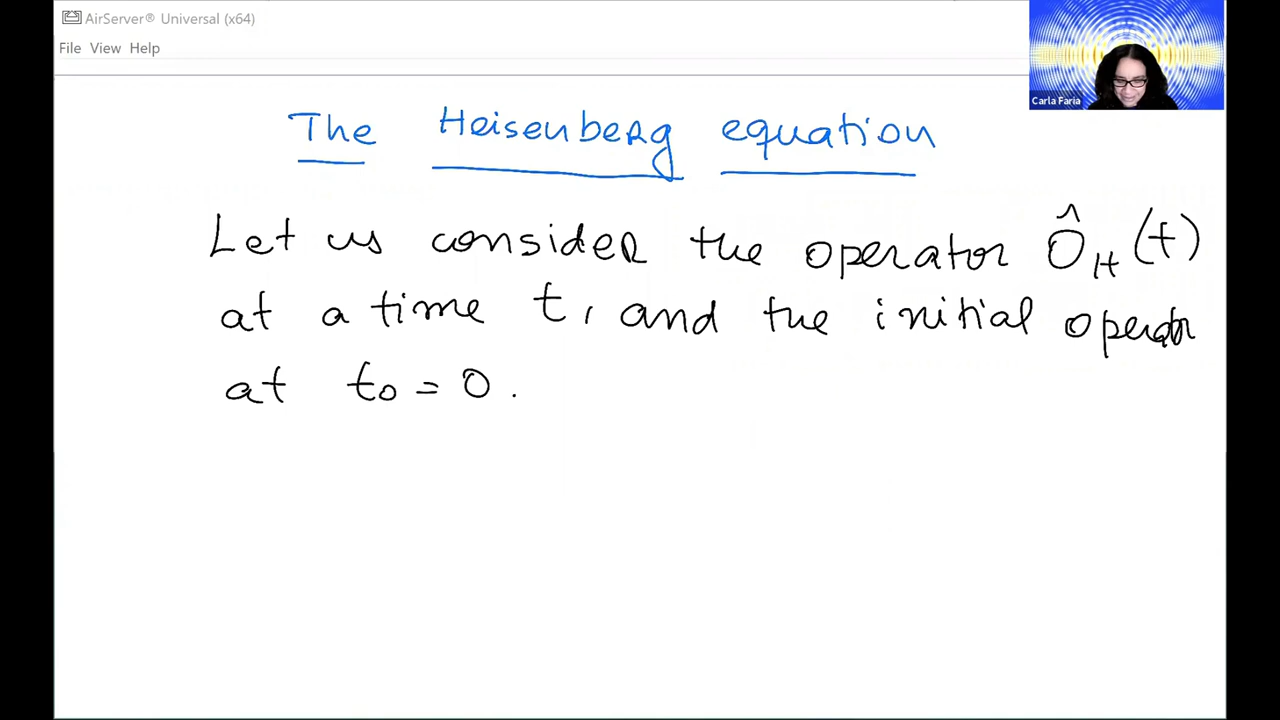 AirServer® Universal (x64)
File View Help
Carla Faria
The Heisenberg equation
Let us consider the operator Ô_H(t)
at a time t, and the initial operator
at t₀ = 0.